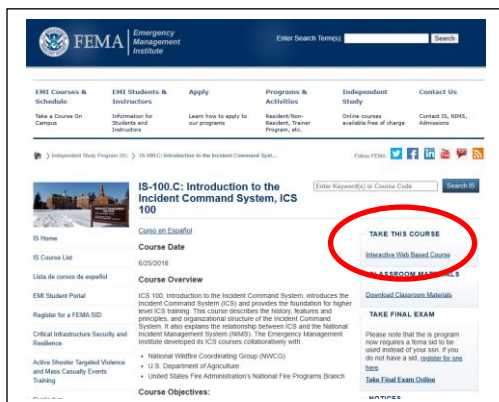 FEMA
Emergency
Management
Institute
Enter Search Term(s):
Search
EMI Courses &
Schedule
Take a Course On
Campus
EMI Students &
Instructors
Information for
Students and
Instructors
Apply
Learn how to apply to
our programs
Programs &
Activities
Resident/Non-
Resident, Trainer
Program, etc.
Independent
Study
Online courses
available free of charge
Contact Us
Contact IS, NIMS,
Admissions
Independent Study Program (IS)
IS-100.C: Introduction to the Incident Command Syst...
Follow FEMA:
IS-100.C: Introduction to the
Incident Command System, ICS
100
Enter Keyword(s) or Course Code
Search IS
IS Home
IS Course List
Lista de cursos de español
EMI Student Portal
Register for a FEMA SID
Critical Infrastructure Security and
Resilience
Active Shooter Targeted Violence
and Mass Casualty Events
Training
Curso en Español
Course Date
6/25/2018
Course Overview
ICS 100, Introduction to the Incident Command System, introduces the
Incident Command System (ICS) and provides the foundation for higher
level ICS training. This course describes the history, features and
principles, and organizational structure of the Incident Command
System. It also explains the relationship between ICS and the National
Incident Management System (NIMS). The Emergency Management
Institute developed its ICS courses collaboratively with:
National Wildfire Coordinating Group (NWCG)
U.S. Department of Agriculture
United States Fire Administration's National Fire Programs Branch
Course Objectives:
TAKE THIS COURSE
Interactive Web Based Course
CLASSROOM MATERIALS
Download Classroom Materials
TAKE FINAL EXAM
Please note that the is program
now requires a fema sid to be
used instead of your ssn. if you
do not have a sid, register for one
here.
Take Final Exam Online
NOTICES